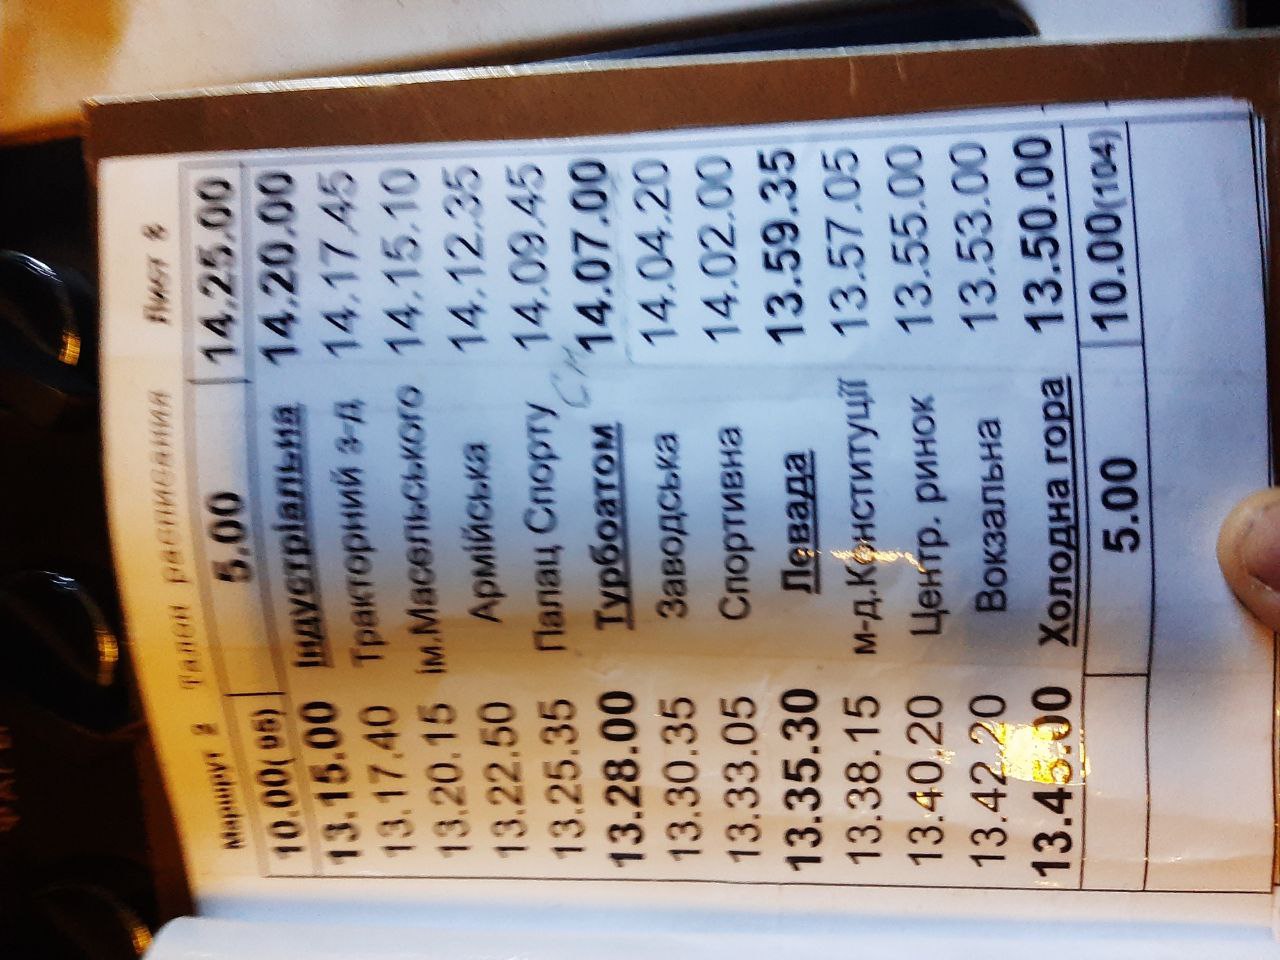 ФАРЫ
Маршрут 2 Талон расписания Лист 8
5.00 14.25.00
10.00( 95)
13.15.00 Індустріальна 14.20.00
13.17.40 Тракторний з-д 14.17.45
13.20.15 ім.Масельського 14.15.10
13.22.50 Армійська 14.12.35
13.25.35 Палац Спорту 14.09.45
13.28.00 Турбоатом 14.07.00
13.30.35 Заводська 14.04.20
13.33.05 Спортивна 14.02.00
13.35.30 Левада 13.59.35
13.38.15 м-д.Конституції 13.57.05
13.40.20 Центр. ринок 13.55.00
13.42.20 Вокзальна 13.53.00
13.45.00 Холодна гора 13.50.00
5.00 10.00(104)